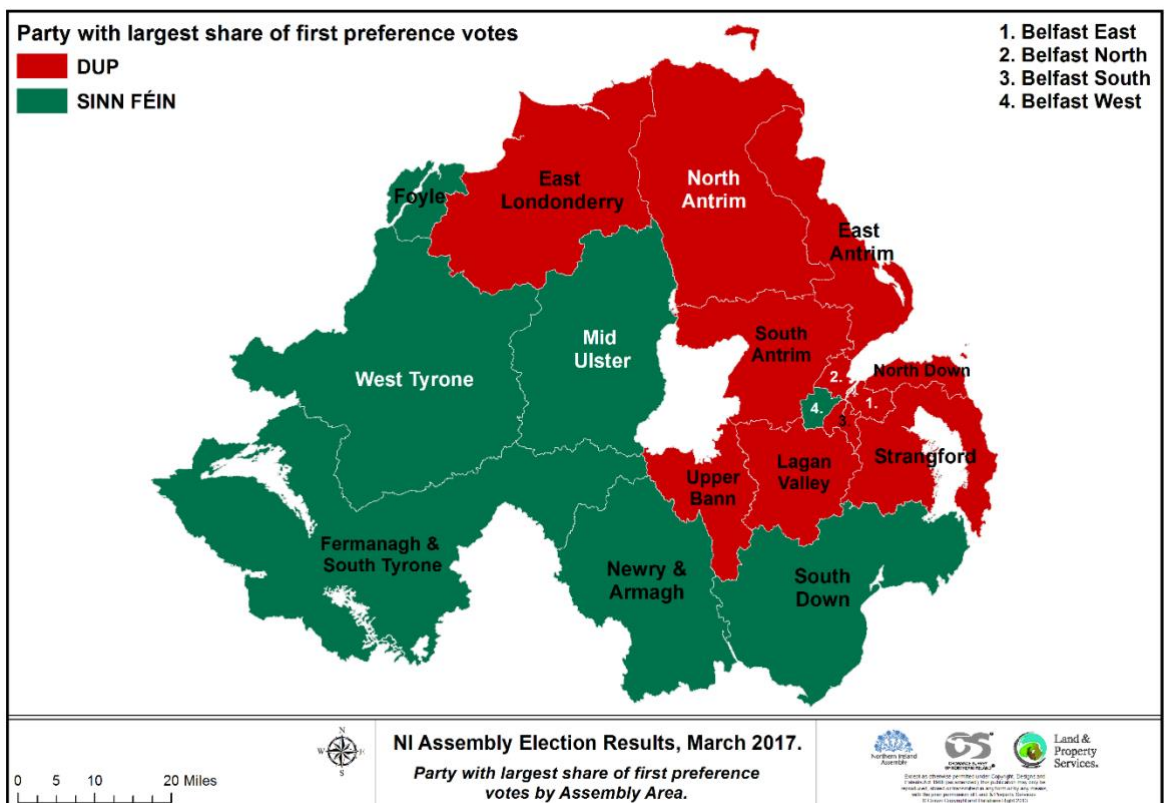 Party with largest share of first preference votes
DUP
SINN FÉIN
1. Belfast East
2. Belfast North
3. Belfast South
4. Belfast West
Foyle
East
Londonderry
North
Antrim
East
Antrim
West Tyrone
Mid
Ulster
South
Antrim
2.
North Down
4.
1.
3.
Strangford
Lagan
Valley
Upper
Bann
Fermanagh &
South Tyrone
Newry &
Armagh
South
Down
NI Assembly Election Results, March 2017.
Party with largest share of first preference
votes by Assembly Area.
0 5 10 20 Miles
N
W E
S
Northern Ireland
Assembly
Land &
Property
Services.